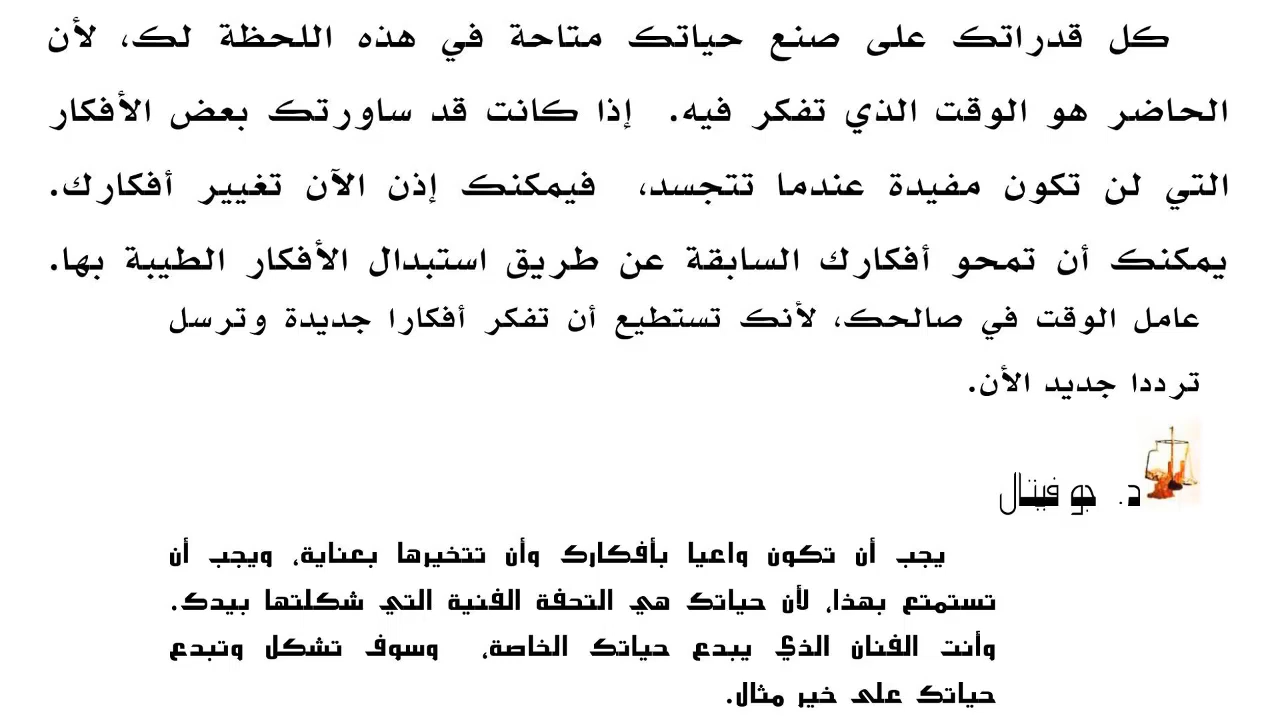 كل قدراتك على صنع حياتك متاحة في هذه اللحظة لك، لأن
الحاضر هو الوقت الذي تفكر فيه. إذا كانت قد ساورتك بعض الأفكار
التي لن تكون مفيدة عندما تتجسد، فيمكنك إذن الآن تغيير أفكارك.
يمكنك أن تمحو أفكارك السابقة عن طريق استبدال الأفكار الطيبة بها.
عامل الوقت في صالحك، لأنك تستطيع أن تفكر أفكارا جديدة وترسل
ترددا جديد الأن.
د. جو فيتال
يجب أن تكون واعيا بأفكارك وأن تتخيرها بعناية، ويجب أن
تستمتع بهذا، لأن حياتك هي التحفة الفنية التي شكلتها بيدك.
وأنت الفنان الذي يبدع حياتك الخاصة، وسوف تشكل وتبدع
حياتك على خير مثال.